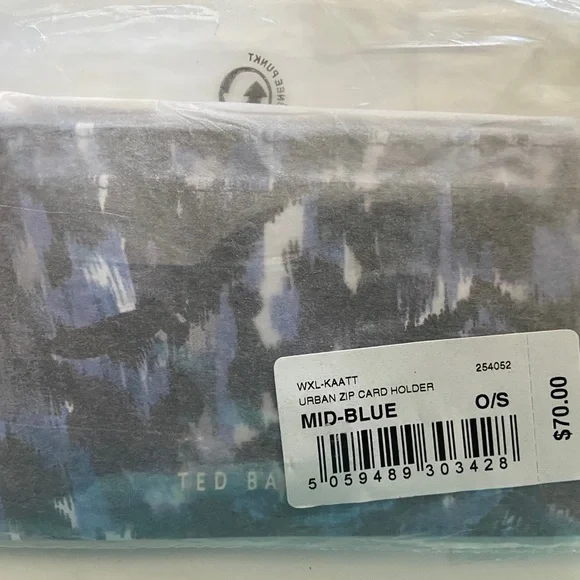 WXL-KAATT 254052
URBAN ZIP CARD HOLDER
MID-BLUE O/S
$70.00
5 059489 303428
TED BA